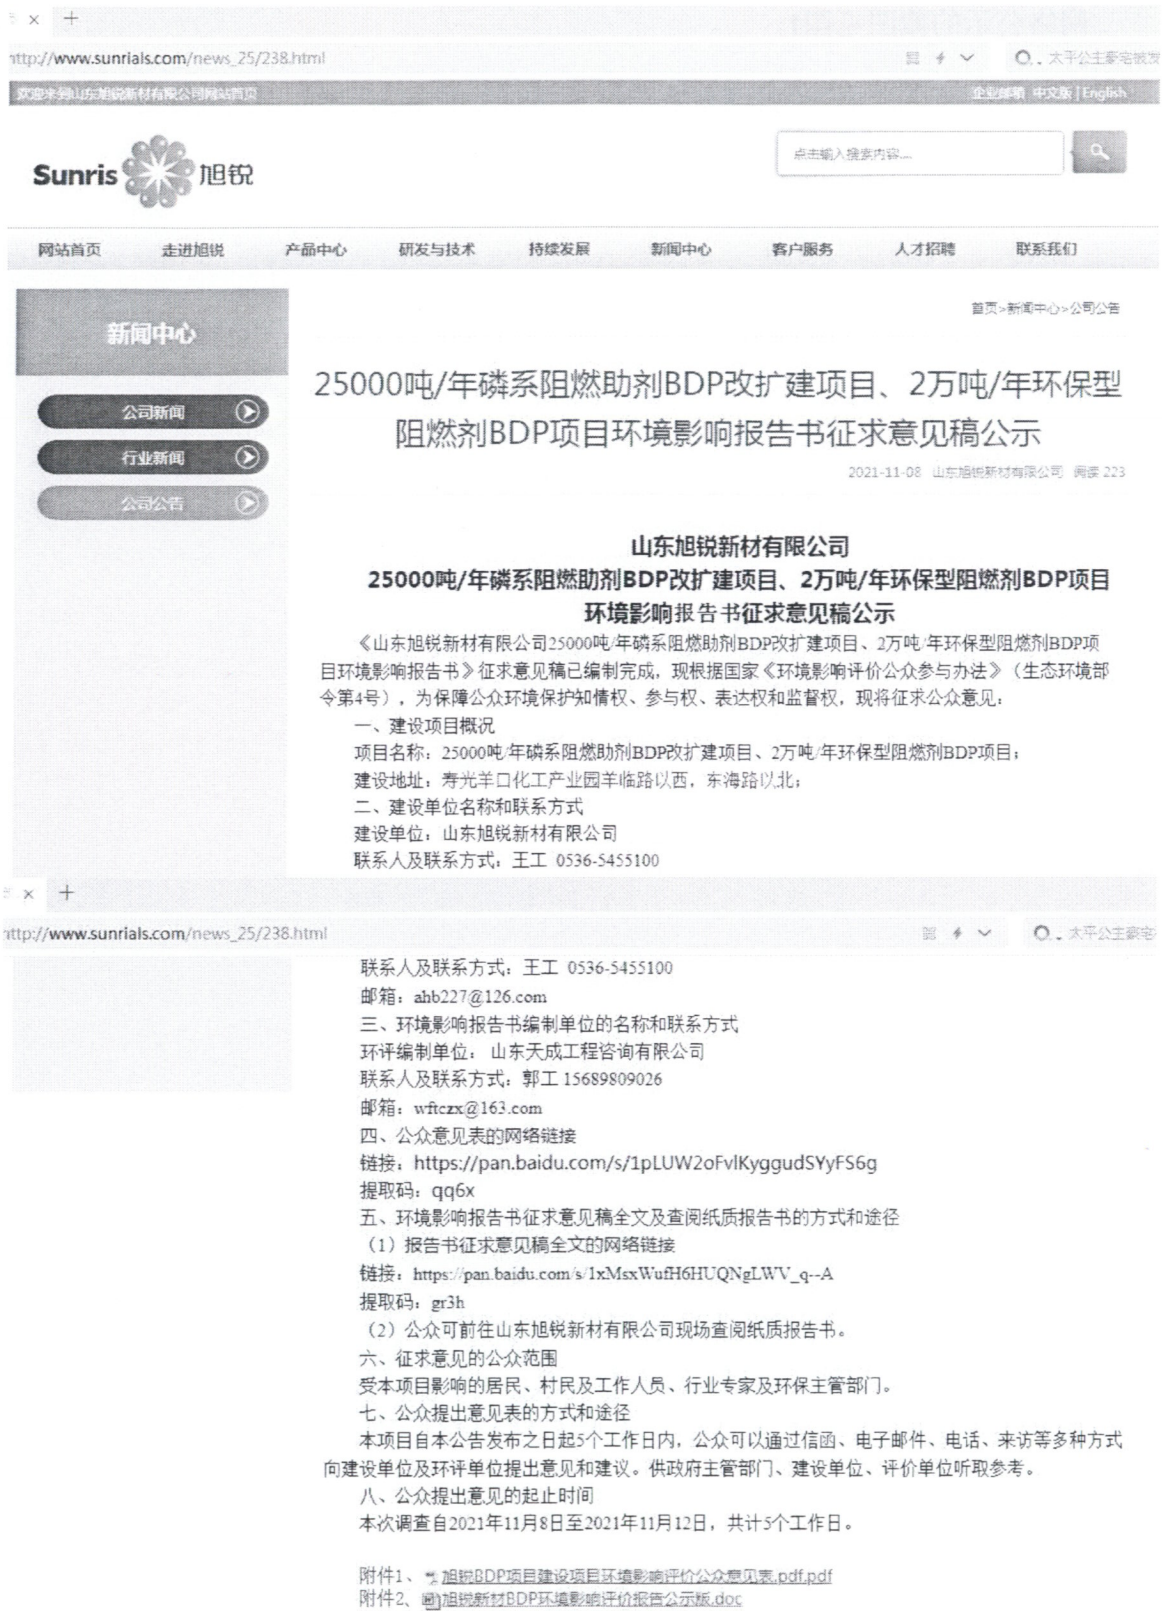 × +
http://www.sunrials.com/news_25/238.html
太平公主豪宅被发
欢迎来到山东旭锐新材有限公司网站首页
企业邮箱 中文版 | English
Sunris 旭锐
点击输入搜索内容...
网站首页 走进旭锐 产品中心 研发与技术 持续发展 新闻中心 客户服务 人才招聘 联系我们
首页>新闻中心>公司公告
新闻中心
公司新闻
行业新闻
公司公告
25000吨/年磷系阻燃助剂BDP改扩建项目、2万吨/年环保型
阻燃剂BDP项目环境影响报告书征求意见稿公示
2021-11-08 山东旭锐新材有限公司 阅读 223
山东旭锐新材有限公司
25000吨/年磷系阻燃助剂BDP改扩建项目、2万吨/年环保型阻燃剂BDP项目
环境影响报告书征求意见稿公示
《山东旭锐新材有限公司25000吨/年磷系阻燃助剂BDP改扩建项目、2万吨/年环保型阻燃剂BDP项
目环境影响报告书》征求意见稿已编制完成，现根据国家《环境影响评价公众参与办法》（生态环境部
令第4号），为保障公众环境保护知情权、参与权、表达权和监督权，现将征求公众意见：
一、建设项目概况
项目名称：25000吨/年磷系阻燃助剂BDP改扩建项目、2万吨/年环保型阻燃剂BDP项目；
建设地址：寿光羊口化工产业园羊临路以西，东海路以北；
二、建设单位名称和联系方式
建设单位：山东旭锐新材有限公司
联系人及联系方式：王工 0536-5455100
× +
http://www.sunrials.com/news_25/238.html
太平公主豪宅
联系人及联系方式：王工 0536-5455100
邮箱：ahb227@126.com
三、环境影响报告书编制单位的名称和联系方式
环评编制单位： 山东天成工程咨询有限公司
联系人及联系方式：郭工 15689809026
邮箱：wftczx@163.com
四、公众意见表的网络链接
链接：https://pan.baidu.com/s/1pLUW2oFvlKyggudSYyFS6g
提取码：qq6x
五、环境影响报告书征求意见稿全文及查阅纸质报告书的方式和途径
（1）报告书征求意见稿全文的网络链接
链接：https://pan.baidu.com/s/1xMsxWufH6HUQNgLWV_q--A
提取码：gr3h
（2）公众可前往山东旭锐新材有限公司现场查阅纸质报告书。
六、征求意见的公众范围
受本项目影响的居民、村民及工作人员、行业专家及环保主管部门。
七、公众提出意见表的方式和途径
本项目自本公告发布之日起5个工作日内，公众可以通过信函、电子邮件、电话、来访等多种方式
向建设单位及环评单位提出意见和建议。供政府主管部门、建设单位、评价单位听取参考。
八、公众提出意见的起止时间
本次调查自2021年11月8日至2021年11月12日，共计5个工作日。
附件1、 旭锐BDP项目建设项目环境影响评价公众意见表.pdf.pdf
附件2、 旭锐新材BDP环境影响评价报告公示版.doc